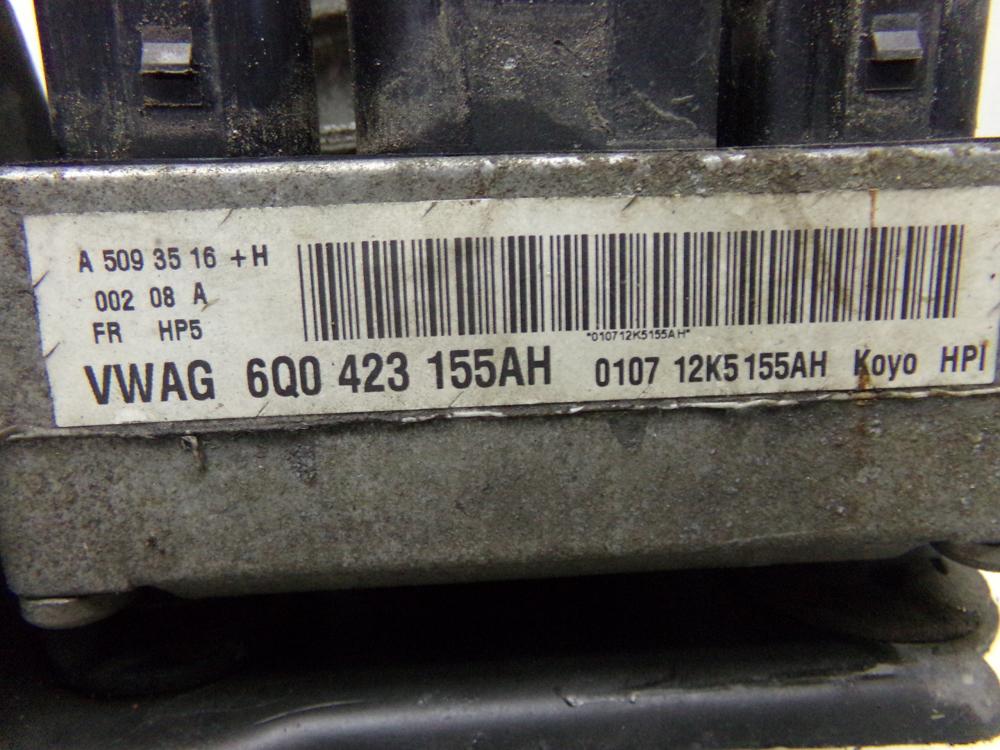 A 509 35 16 +H
002 08 A
FR HP5
*010712K5155AH*
VWAG 6Q0 423 155AH 0107 12K5155AH Koyo HPI